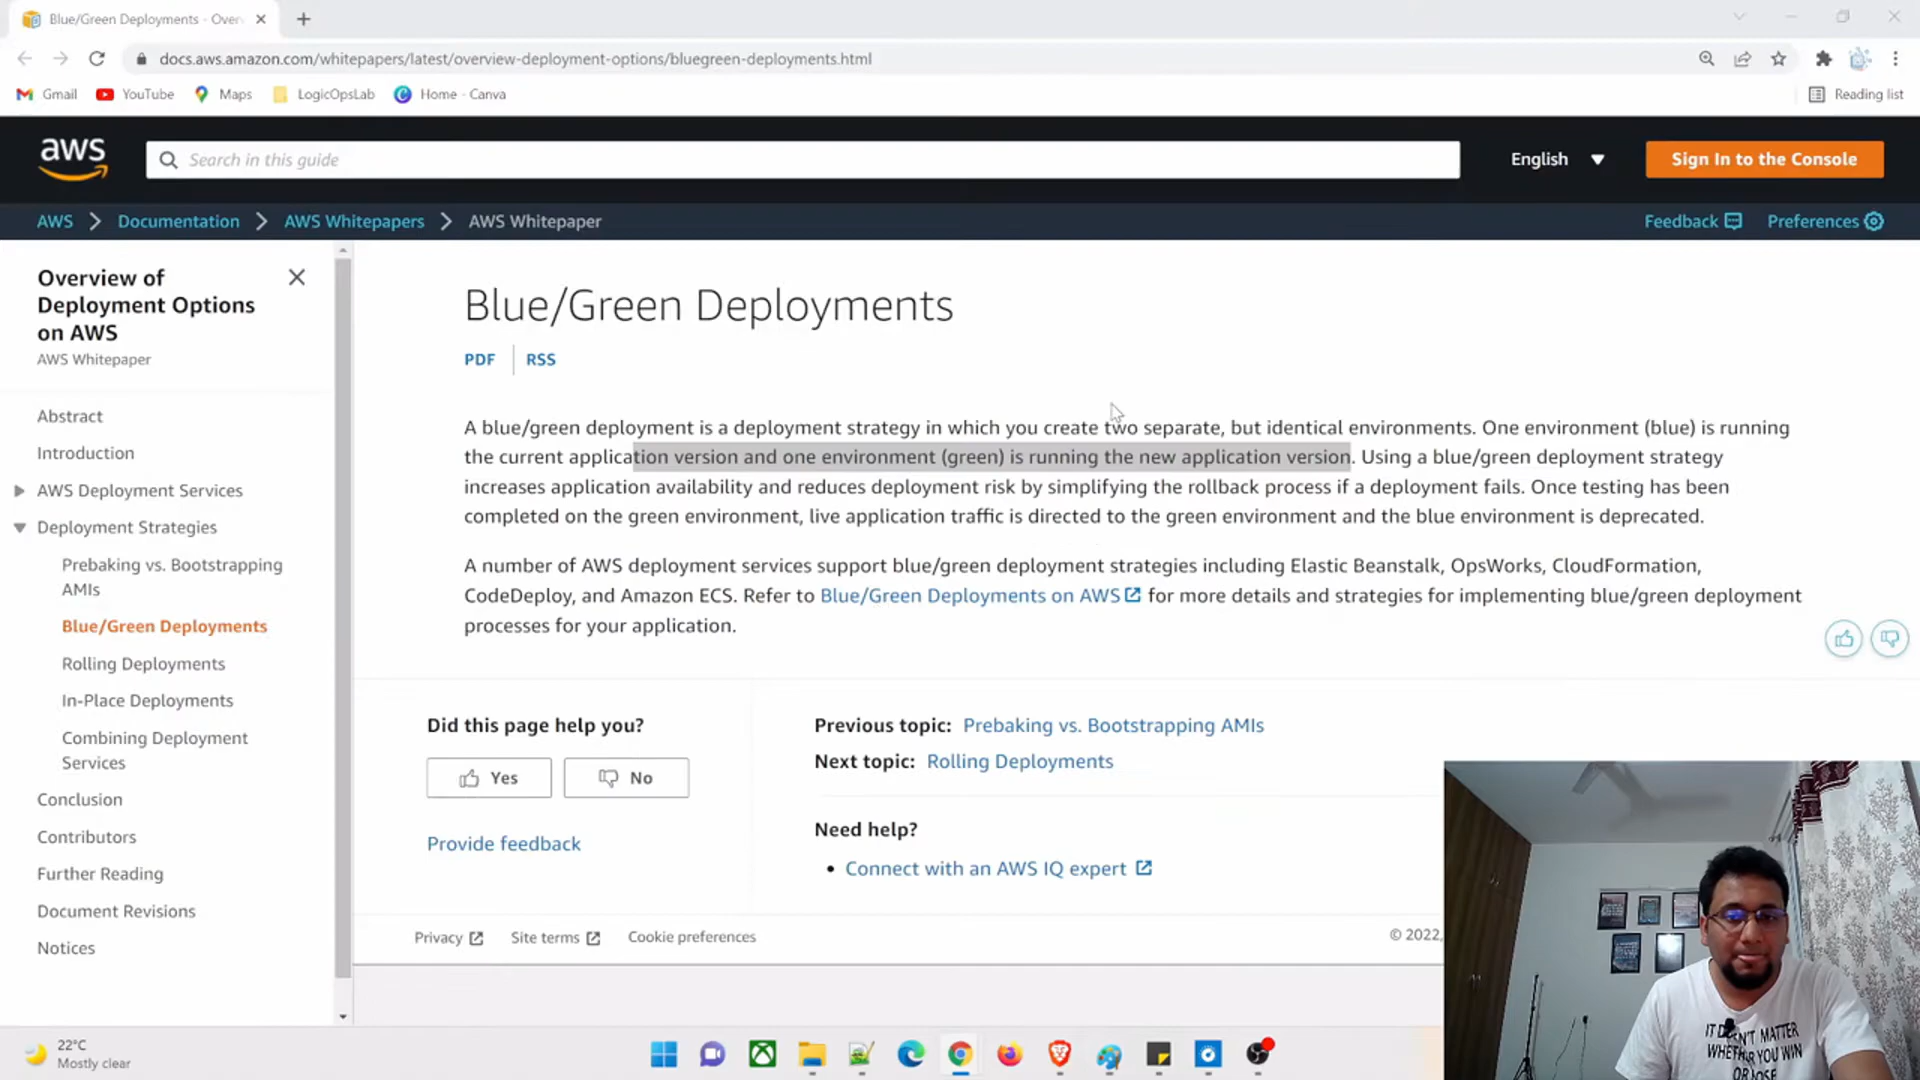 Blue/Green Deployments - Over
docs.aws.amazon.com/whitepapers/latest/overview-deployment-options/bluegreen-deployments.html
Gmail
YouTube
Maps
LogicOpsLab
Home - Canva
Reading list
aws
Search in this guide
English
Sign In to the Console
AWS
Documentation
AWS Whitepapers
AWS Whitepaper
Feedback
Preferences
Overview of
Deployment Options
on AWS
AWS Whitepaper
Abstract
Introduction
AWS Deployment Services
Deployment Strategies
Prebaking vs. Bootstrapping
AMIs
Blue/Green Deployments
Rolling Deployments
In-Place Deployments
Combining Deployment
Services
Conclusion
Contributors
Further Reading
Document Revisions
Notices
Blue/Green Deployments
PDF
RSS
A blue/green deployment is a deployment strategy in which you create two separate, but identical environments. One environment (blue) is running
the current application version and one environment (green) is running the new application version. Using a blue/green deployment strategy
increases application availability and reduces deployment risk by simplifying the rollback process if a deployment fails. Once testing has been
completed on the green environment, live application traffic is directed to the green environment and the blue environment is deprecated.
A number of AWS deployment services support blue/green deployment strategies including Elastic Beanstalk, OpsWorks, CloudFormation,
CodeDeploy, and Amazon ECS. Refer to Blue/Green Deployments on AWS for more details and strategies for implementing blue/green deployment
processes for your application.
Did this page help you?
Yes
No
Provide feedback
Previous topic: Prebaking vs. Bootstrapping AMIs
Next topic: Rolling Deployments
Need help?
• Connect with an AWS IQ expert
Privacy
Site terms
Cookie preferences
© 2022,
IT DOESN'T MATTER
WHETHER YOU WIN
OR LOSE
22°C
Mostly clear